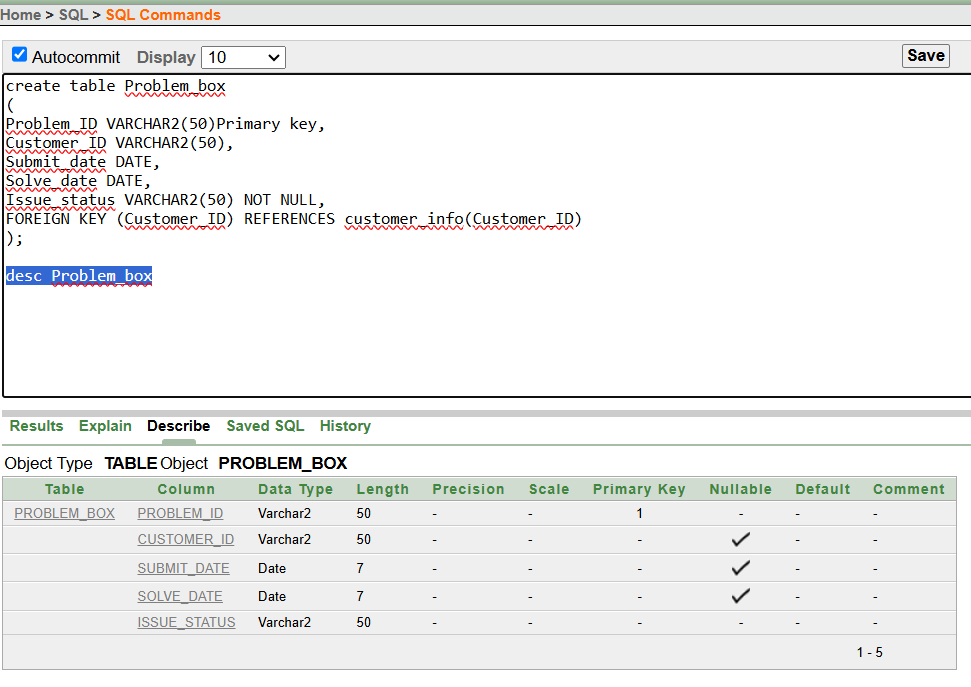 Home > SQL > SQL Commands
Autocommit Display 10 Save
create table Problem_box
(
Problem_ID VARCHAR2(50)Primary key,
Customer_ID VARCHAR2(50),
Submit_date DATE,
Solve_date DATE,
Issue_status VARCHAR2(50) NOT NULL,
FOREIGN KEY (Customer_ID) REFERENCES customer_info(Customer_ID)
);
desc Problem_box
Results Explain Describe Saved SQL History
Object Type TABLE Object PROBLEM_BOX
Table Column Data Type Length Precision Scale Primary Key Nullable Default Comment
PROBLEM_BOX PROBLEM_ID Varchar2 50 - - 1 - - -
CUSTOMER_ID Varchar2 50 - - - ✓ - -
SUBMIT_DATE Date 7 - - - ✓ - -
SOLVE_DATE Date 7 - - - ✓ - -
ISSUE_STATUS Varchar2 50 - - - - - -
1 - 5